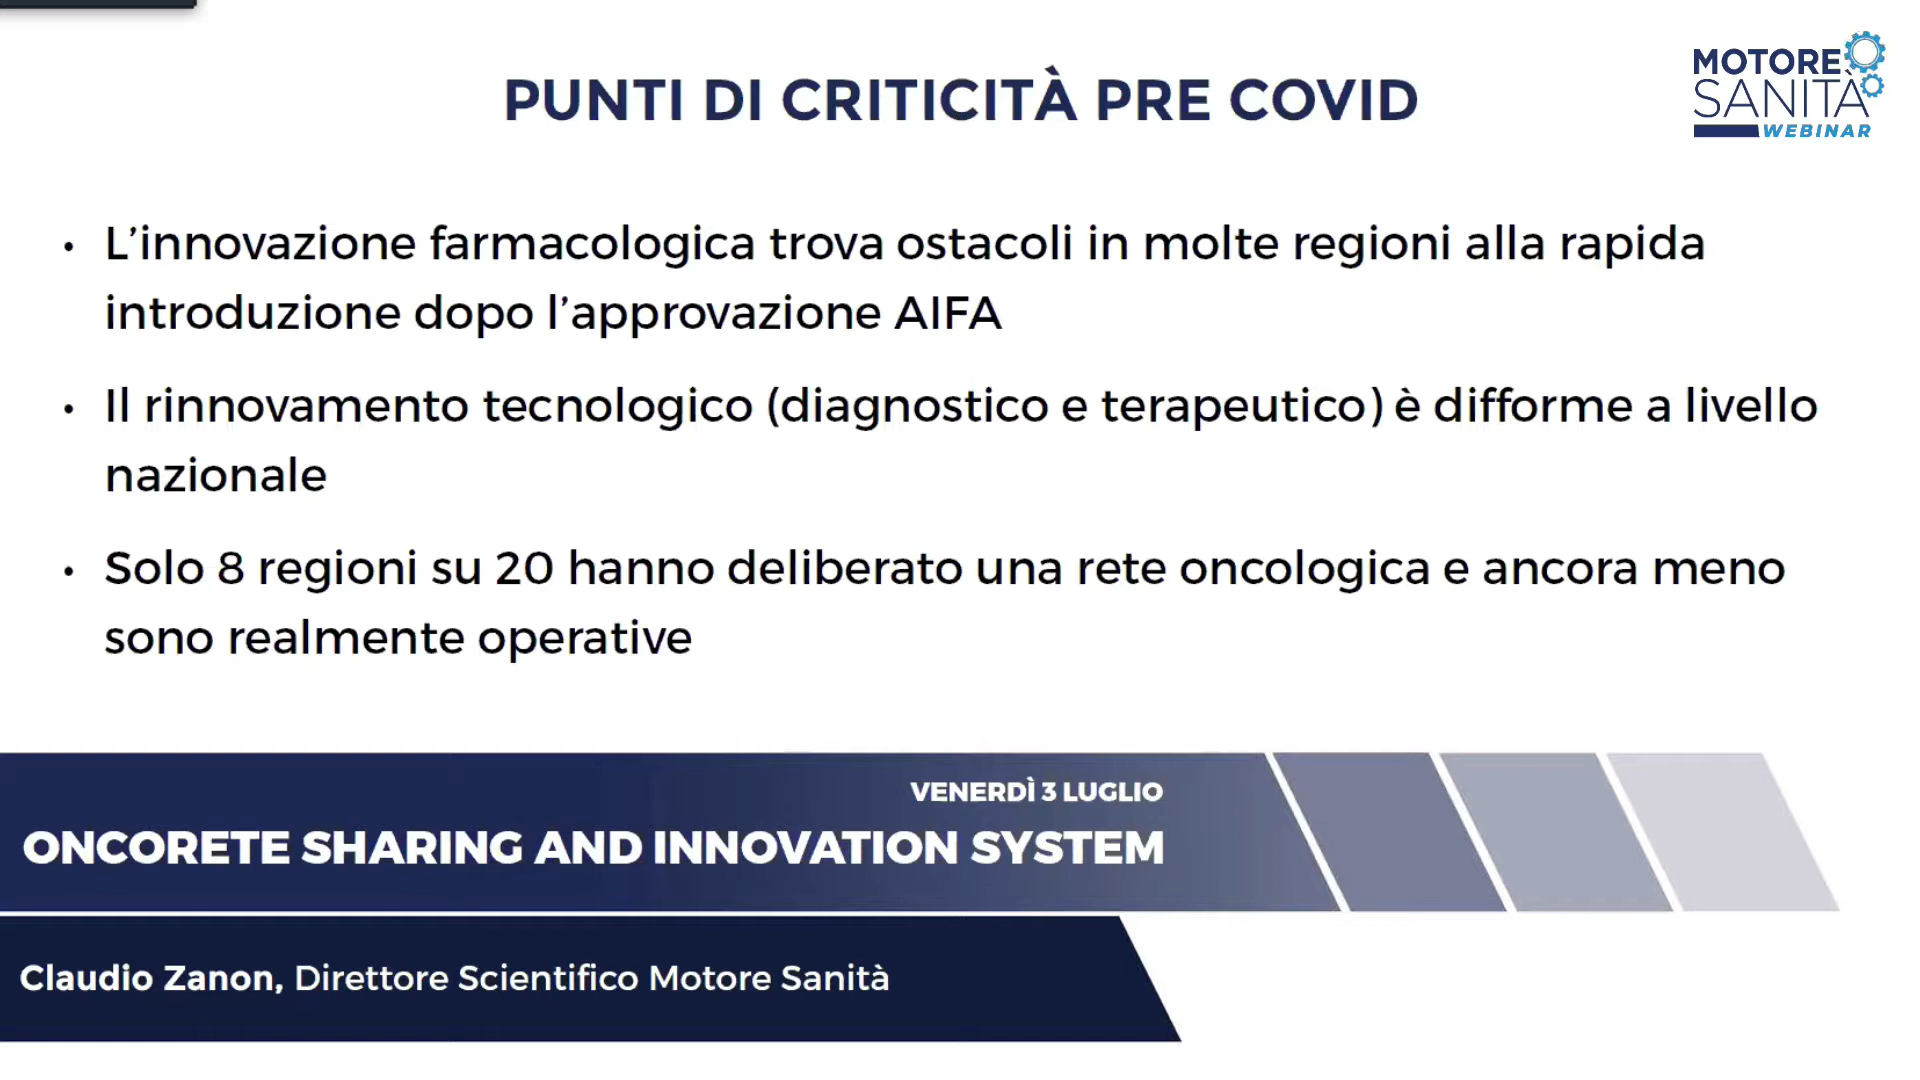 PUNTI DI CRITICITÀ PRE COVID
MOTORE
SANITÀ
WEBINAR
• L’innovazione farmacologica trova ostacoli in molte regioni alla rapida
introduzione dopo l’approvazione AIFA
• Il rinnovamento tecnologico (diagnostico e terapeutico) è difforme a livello
nazionale
• Solo 8 regioni su 20 hanno deliberato una rete oncologica e ancora meno
sono realmente operative
VENERDÌ 3 LUGLIO
ONCORETE SHARING AND INNOVATION SYSTEM
Claudio Zanon, Direttore Scientifico Motore Sanità